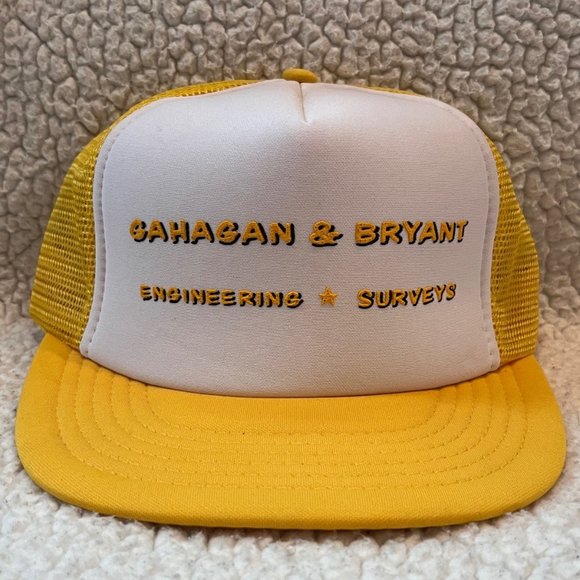 GAHAGAN & BRYANT
ENGINEERING ★ SURVEYS